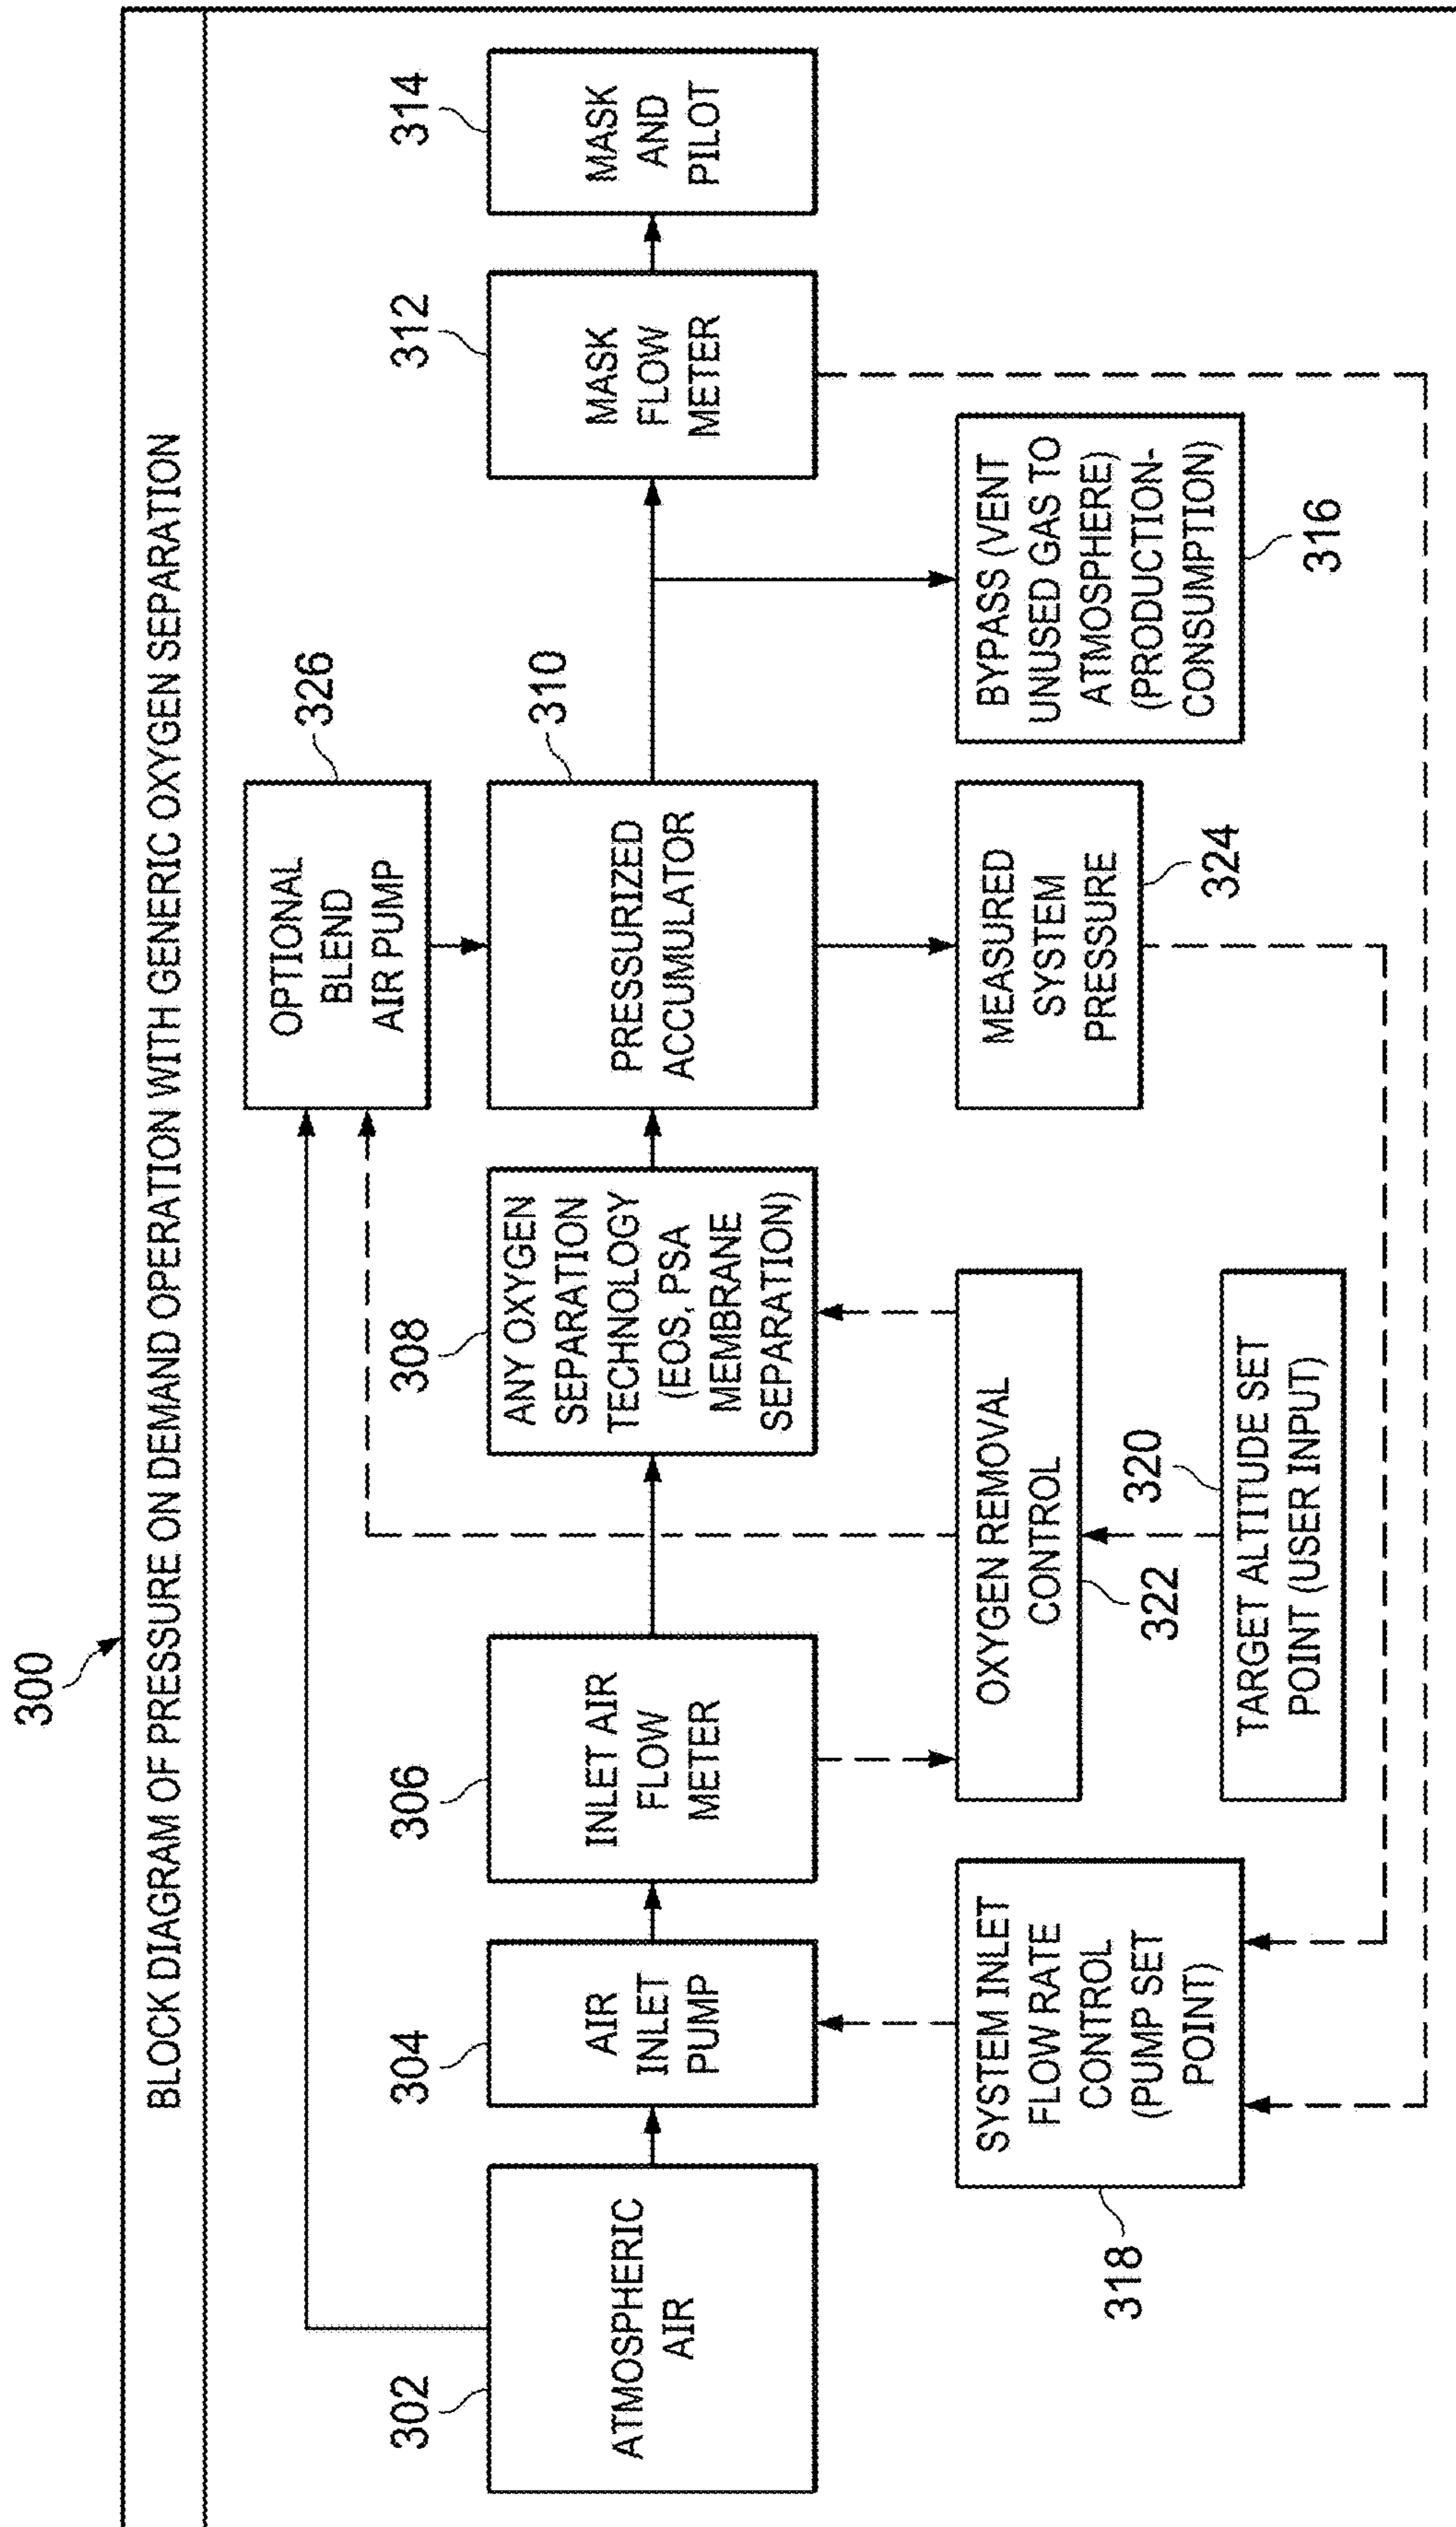 300
BLOCK DIAGRAM OF PRESSURE ON DEMAND OPERATION WITH GENERIC OXYGEN SEPARATION
326
OPTIONAL
BLEND
AIR PUMP
302
ATMOSPHERIC
AIR
304
AIR
INLET
PUMP
306
INLET AIR
FLOW
METER
308
ANY OXYGEN
SEPARATION
TECHNOLOGY
(EOS, PSA
MEMBRANE
SEPARATION)
310
PRESSURIZED
ACCUMULATOR
312
MASK
FLOW
METER
314
MASK
AND
PILOT
318
SYSTEM INLET
FLOW RATE
CONTROL
(PUMP SET
POINT)
OXYGEN REMOVAL
CONTROL
322
320
TARGET ALTITUDE SET
POINT (USER INPUT)
MEASURED
SYSTEM
PRESSURE
324
BYPASS (VENT
UNUSED GAS TO
ATMOSPHERE)
(PRODUCTION-
CONSUMPTION)
316